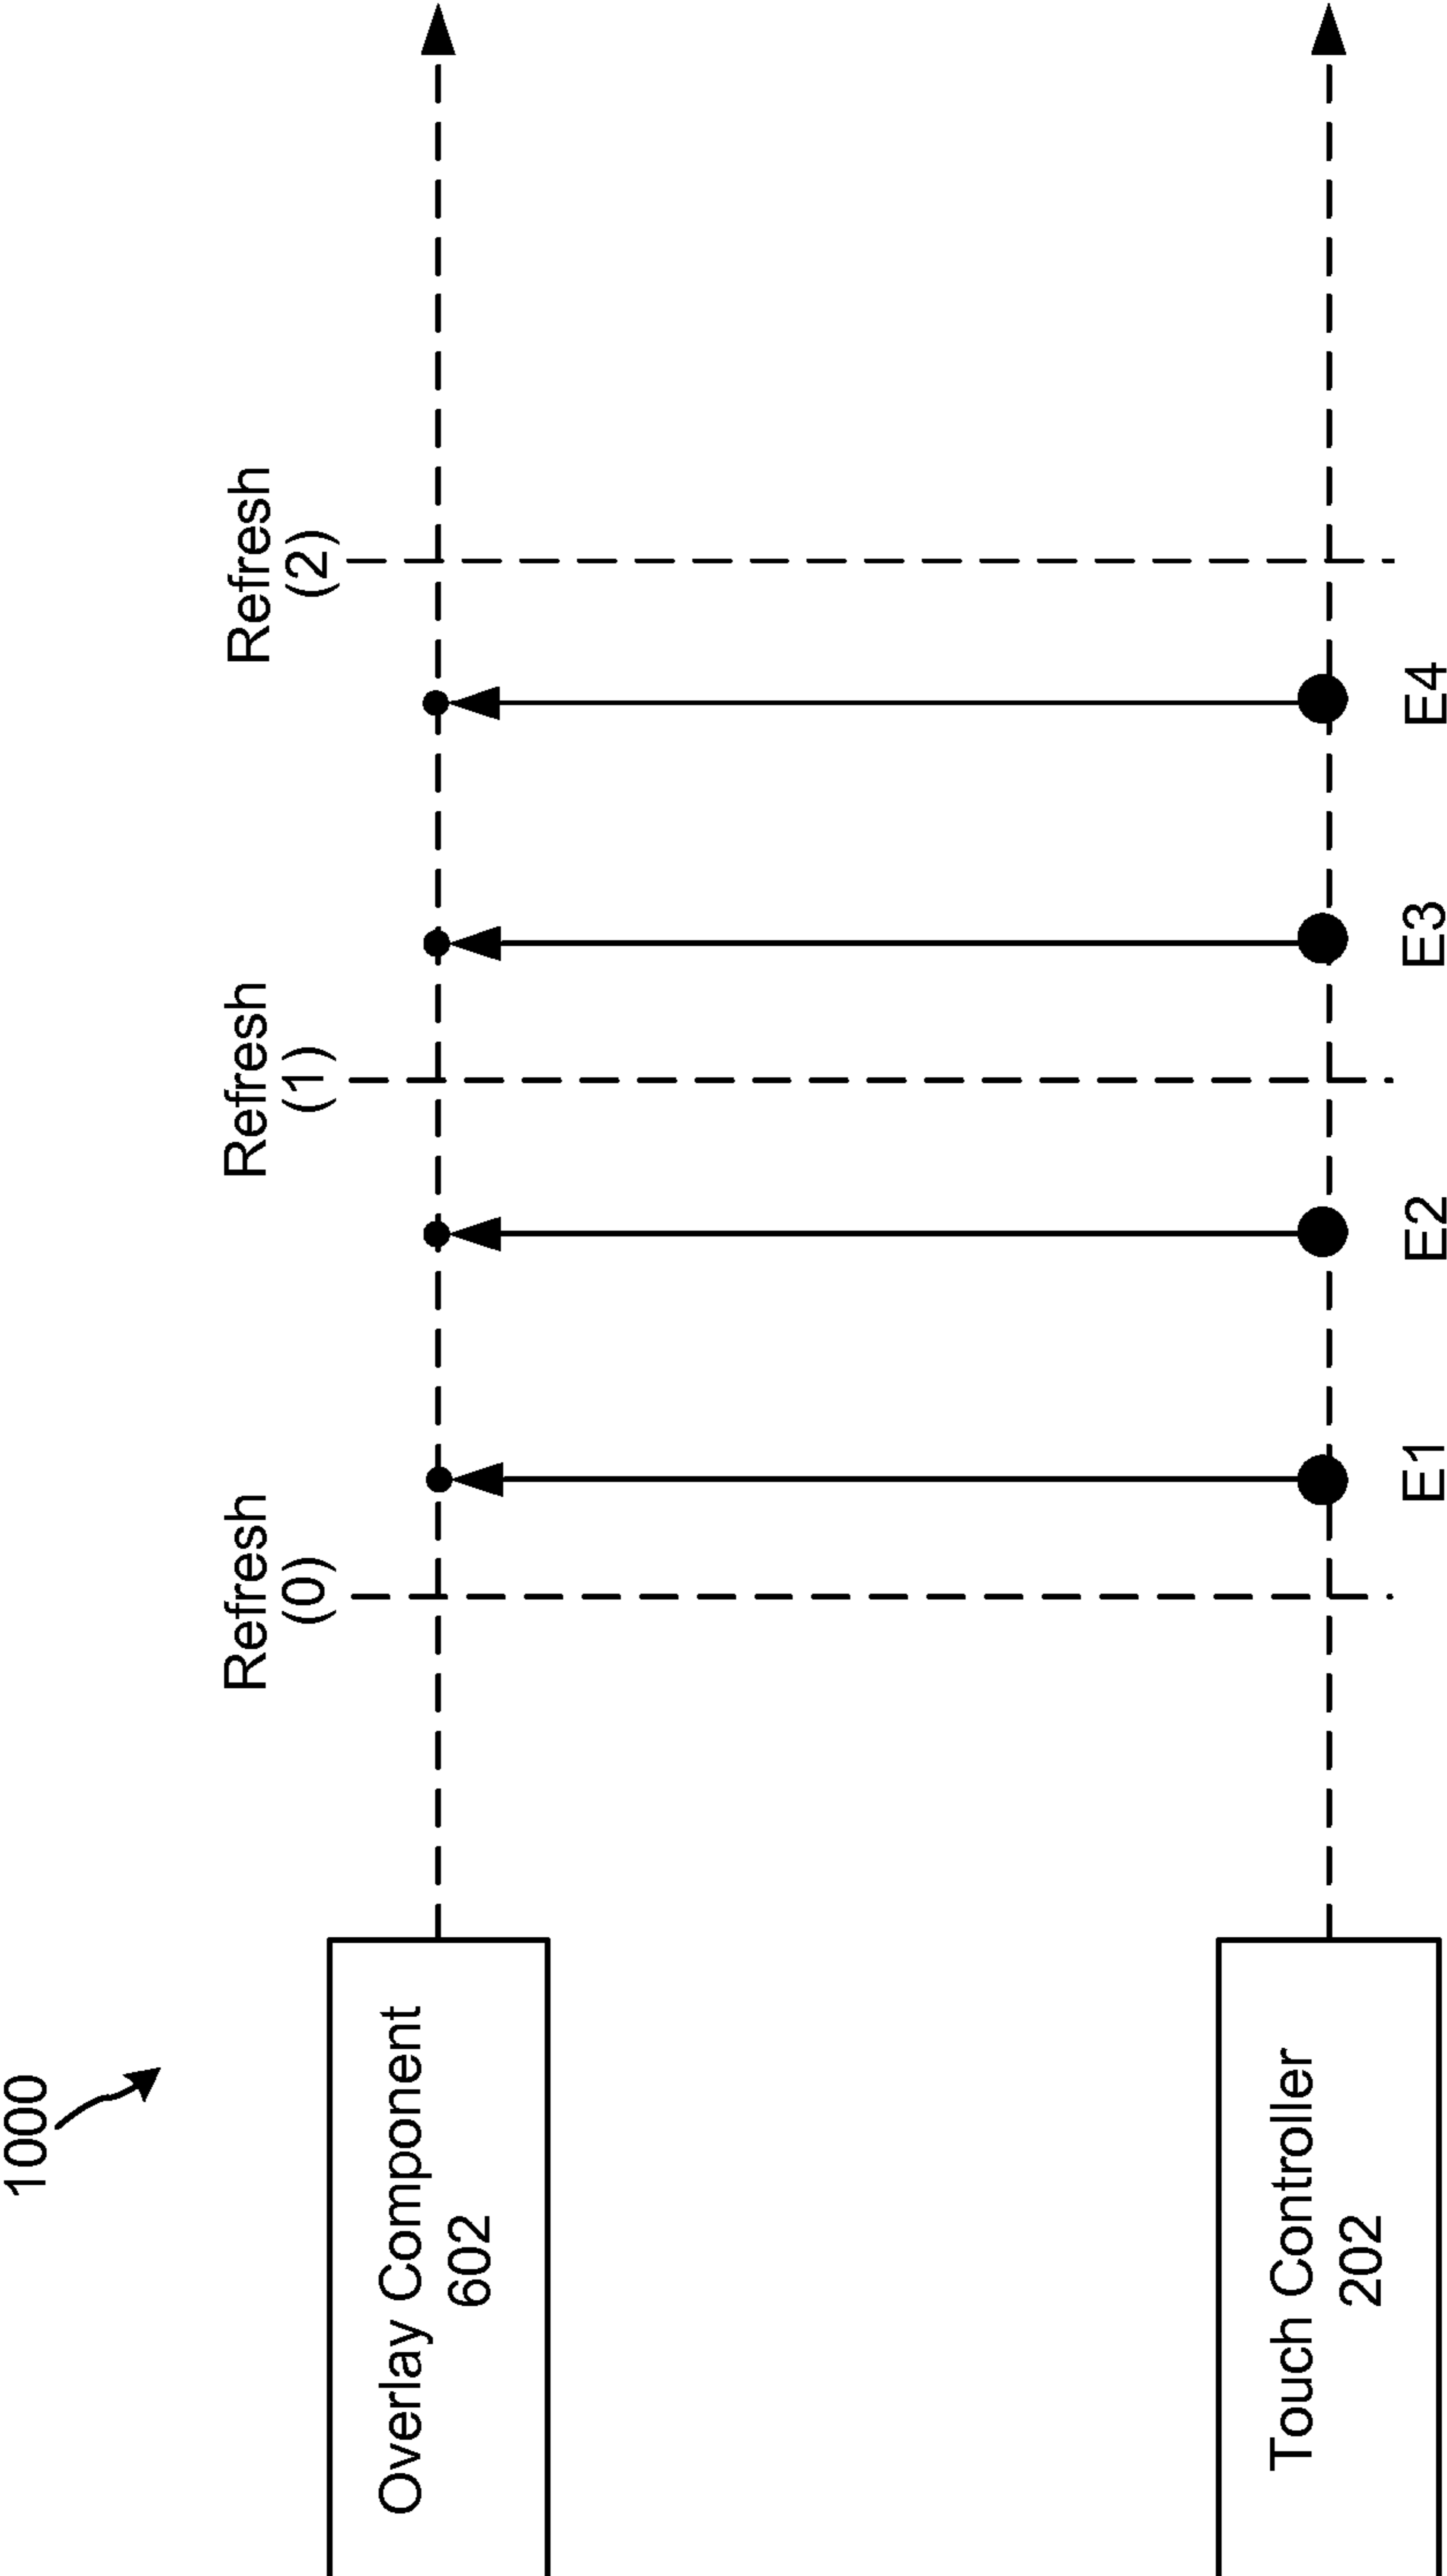 1000
Refresh
(0)
Refresh
(1)
Refresh
(2)
Overlay Component
602
Touch Controller
202
E1
E2
E3
E4